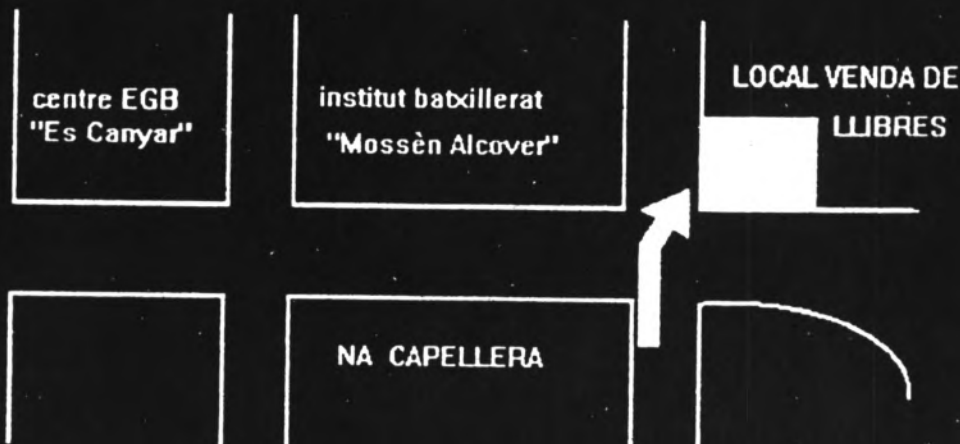 centre EGB
"Es Canyar"
institut batxillerat
"Mossèn Alcover"
LOCAL VENDA DE
LLIBRES
NA CAPELLERA